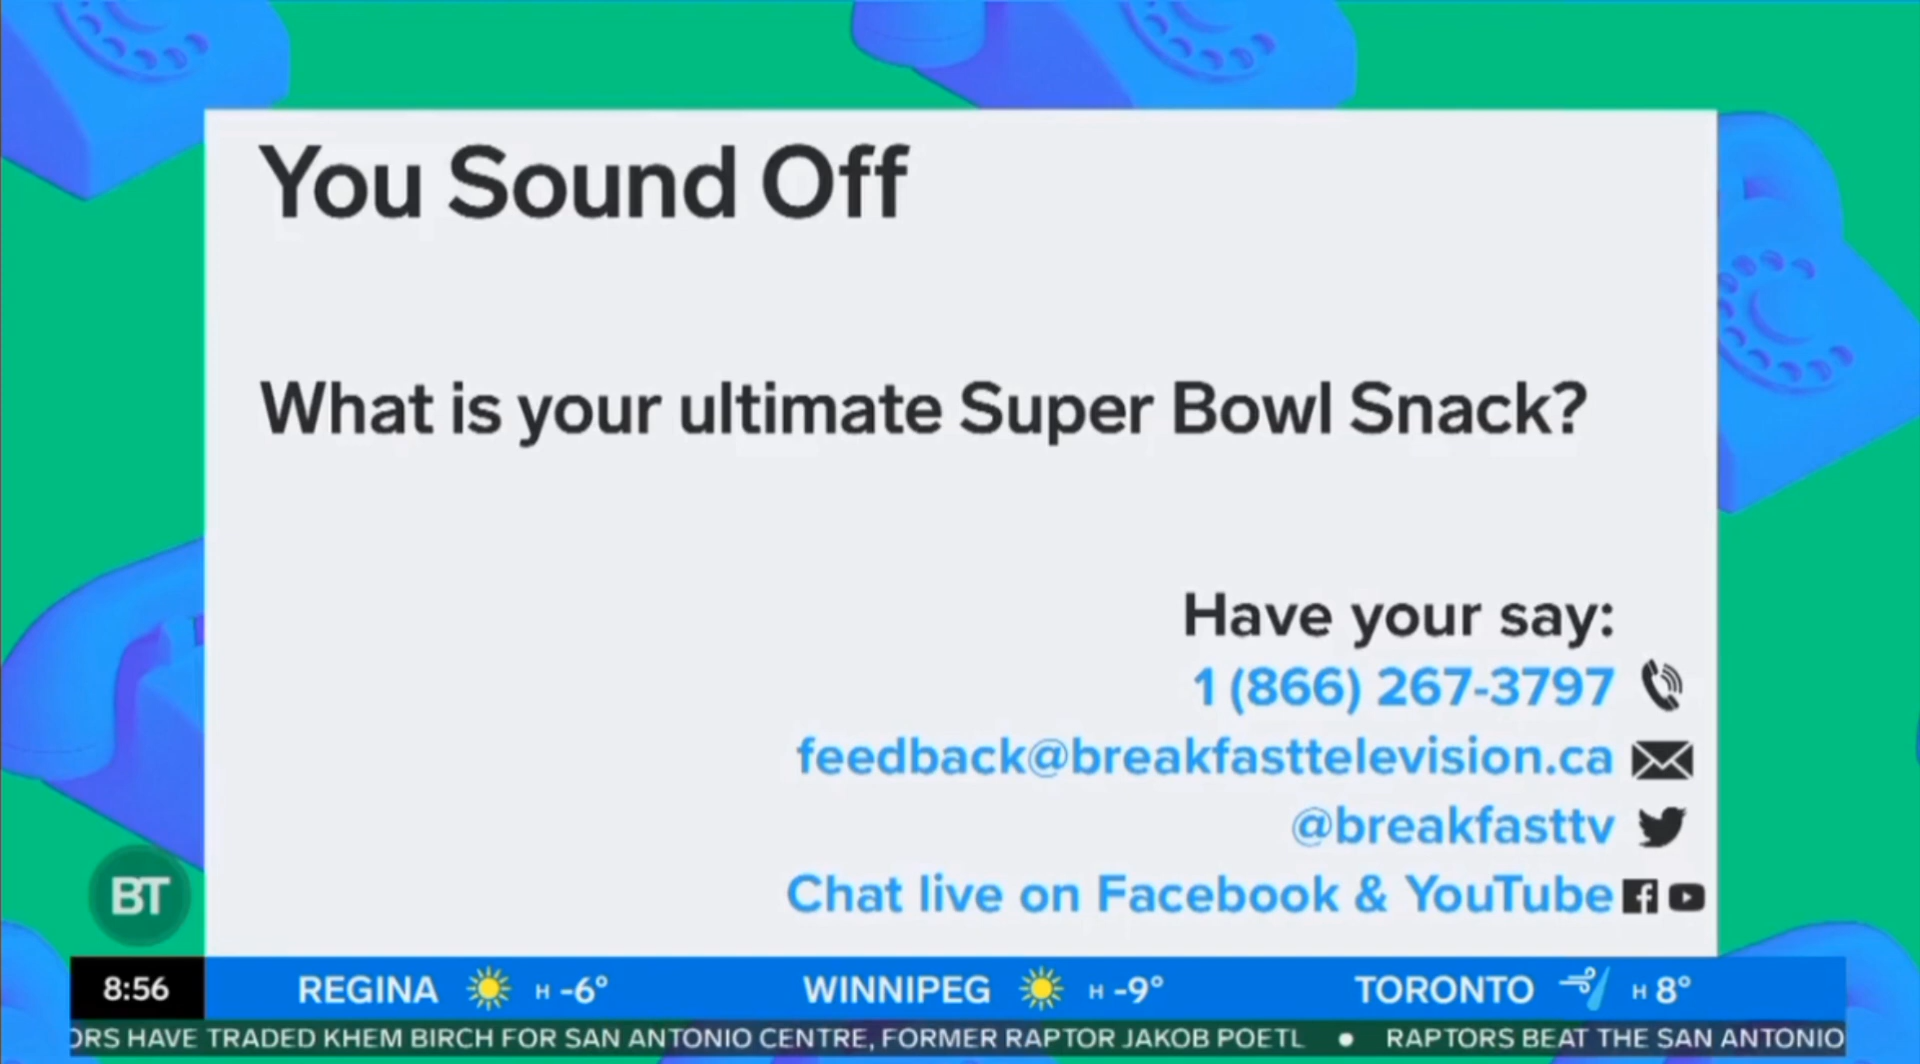 You Sound Off
What is your ultimate Super Bowl Snack?
Have your say:
1 (866) 267-3797
feedback@breakfasttelevision.ca
@breakfasttv
Chat live on Facebook & YouTube
BT
8:56 REGINA H -6° WINNIPEG H -9° TORONTO H 8°
ORS HAVE TRADED KHEM BIRCH FOR SAN ANTONIO CENTRE, FORMER RAPTOR JAKOB POETL • RAPTORS BEAT THE SAN ANTONIO